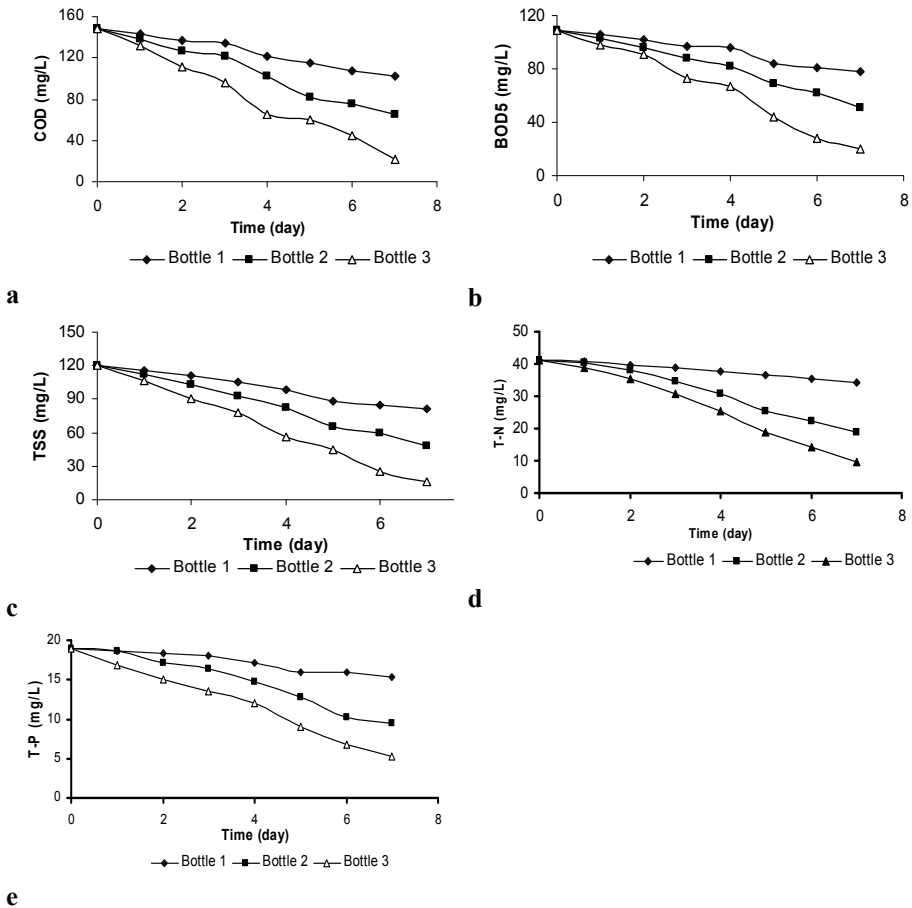 160
120
80
40
0
COD (mg/L)
0 2 4 6 8
Time (day)
Bottle 1 Bottle 2 Bottle 3
a
120
80
40
0
BOD5 (mg/L)
0 2 4 6 8
Time (day)
Bottle 1 Bottle 2 Bottle 3
b
150
120
90
60
30
0
TSS (mg/L)
0 2 4 6
Time (day)
Bottle 1 Bottle 2 Bottle 3
c
50
40
30
20
10
0
T-N (mg/L)
0 2 4 6 8
Time (day)
Bottle 1 Bottle 2 Bottle 3
d
20
15
10
5
0
T-P (mg/L)
0 2 4 6 8
Time (day)
Bottle 1 Bottle 2 Bottle 3
e